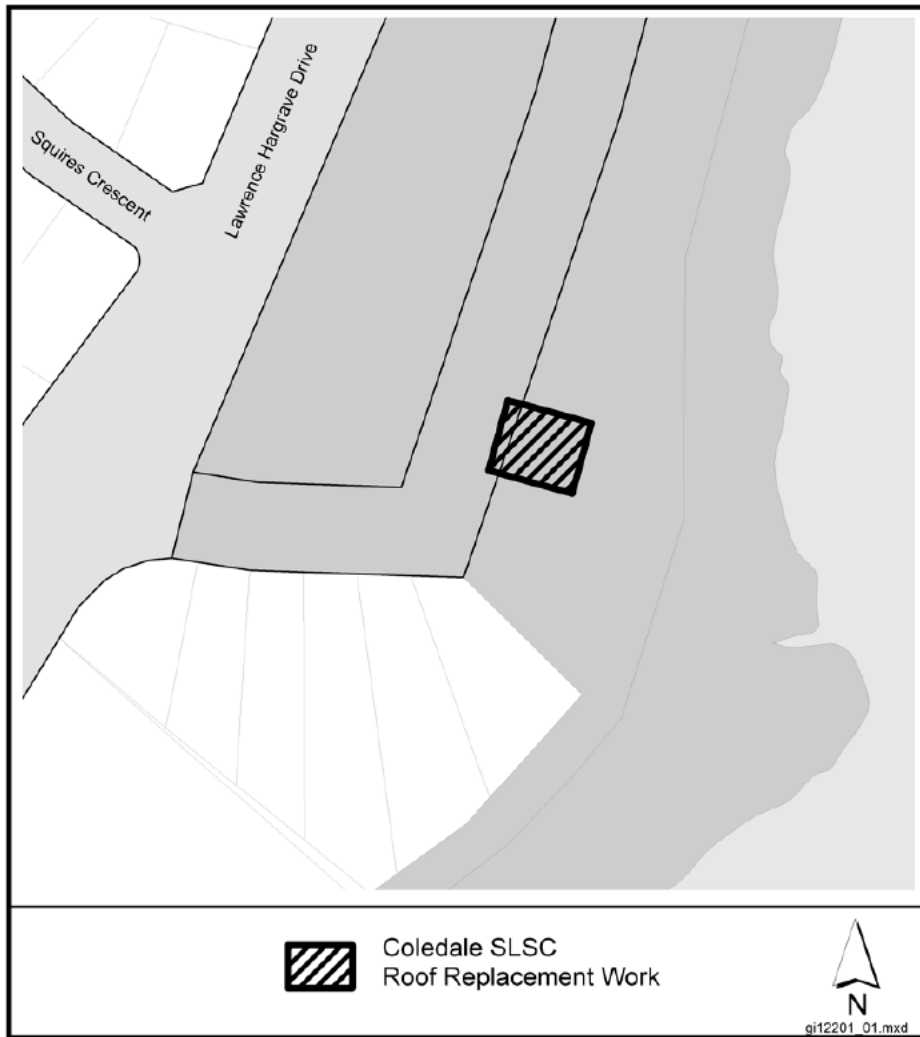 Squires Crescent
Lawrence Hargrave Drive
Coledale SLSC
Roof Replacement Work
N
gi12201_01.mxd